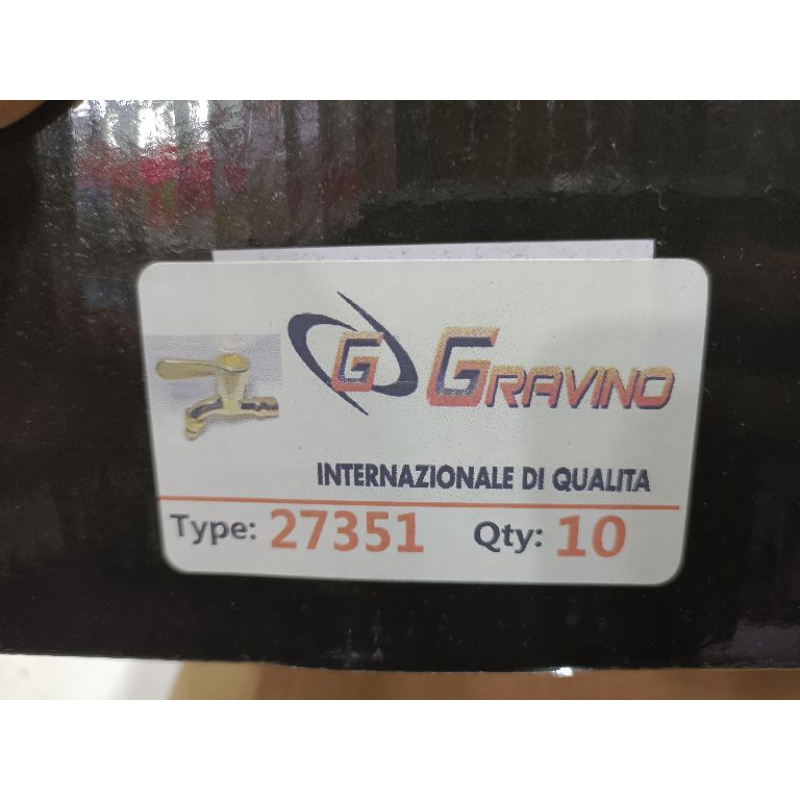 G GRAVINO
INTERNAZIONALE DI QUALITA
Type: 27351 Qty: 10